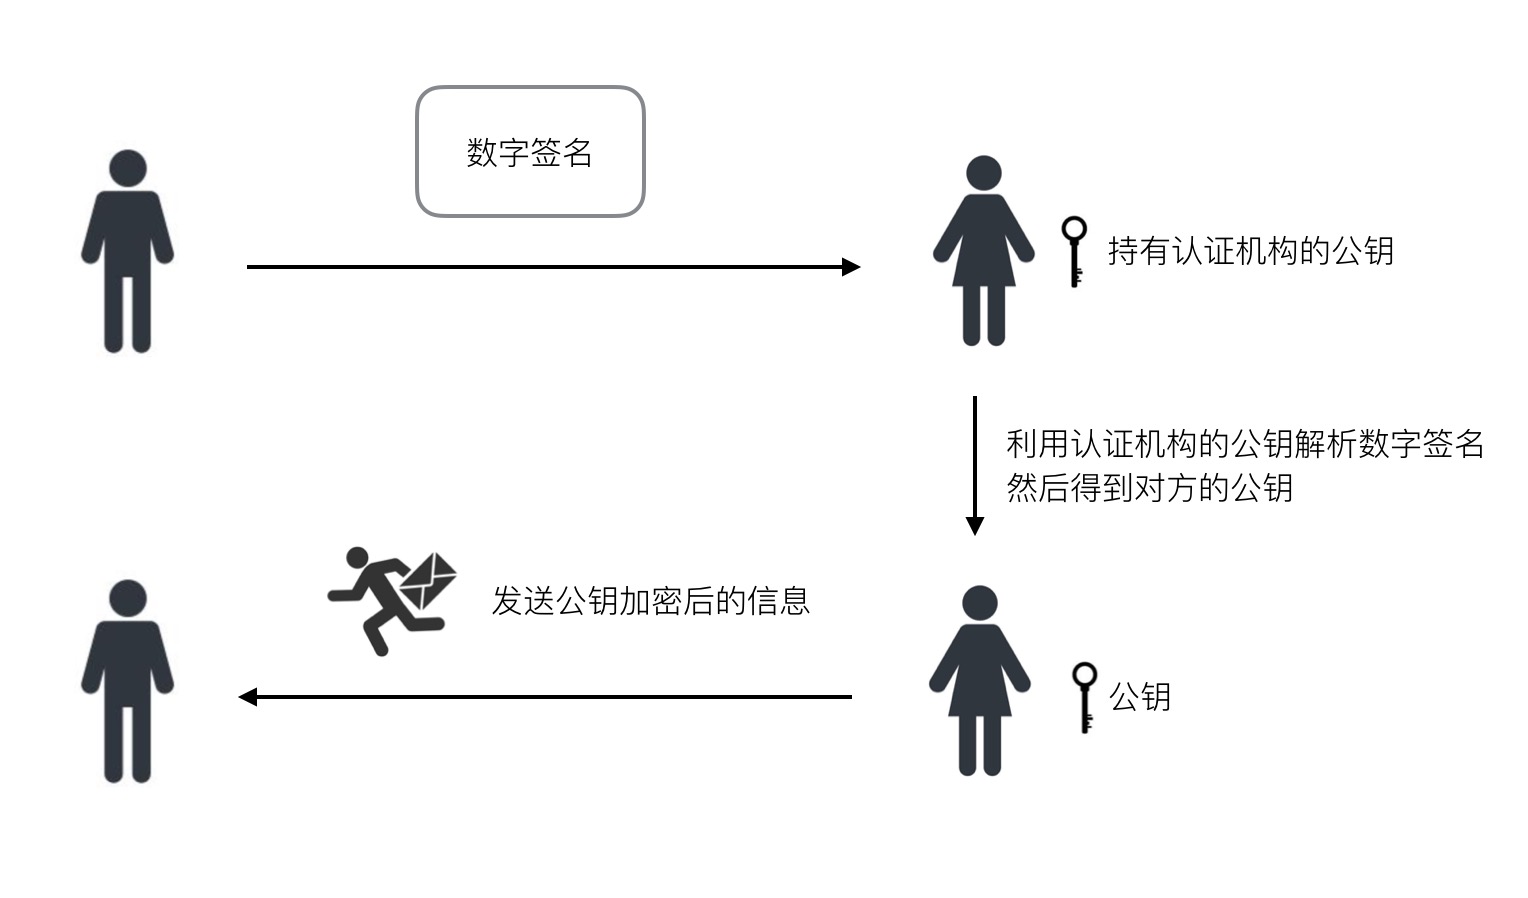 数字签名
持有认证机构的公钥
利用认证机构的公钥解析数字签名
然后得到对方的公钥
发送公钥加密后的信息
公钥